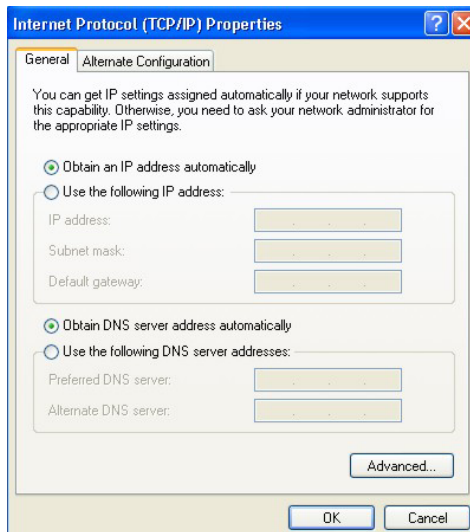 Internet Protocol (TCP/IP) Properties
General
Alternate Configuration
You can get IP settings assigned automatically if your network supports
this capability. Otherwise, you need to ask your network administrator for
the appropriate IP settings.
Obtain an IP address automatically
Use the following IP address:
IP address:
Subnet mask:
Default gateway:
Obtain DNS server address automatically
Use the following DNS server addresses:
Preferred DNS server:
Alternate DNS server:
Advanced...
OK
Cancel